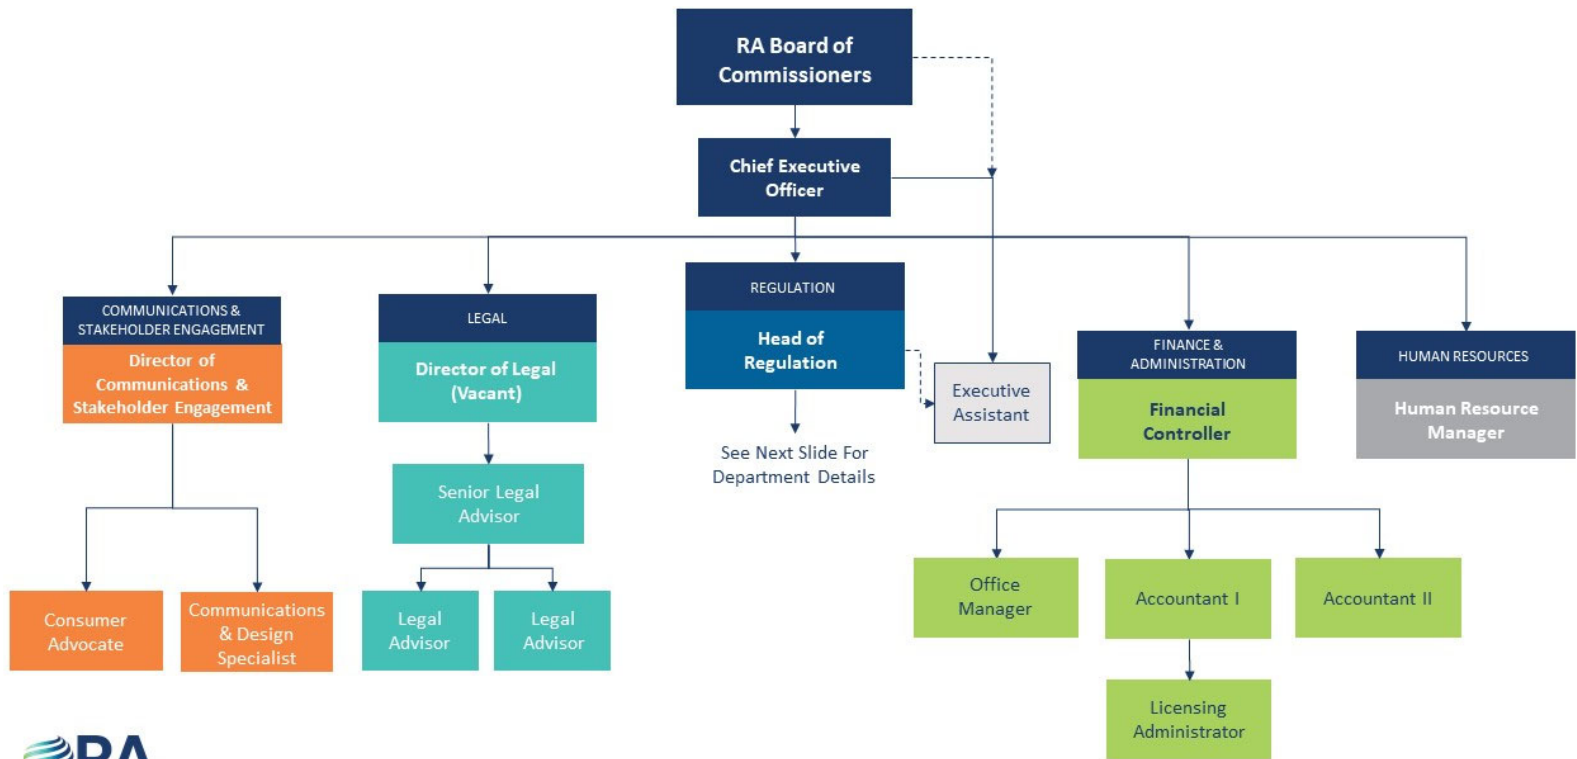 RA Board of
Commissioners
Chief Executive
Officer
COMMUNICATIONS &
STAKEHOLDER ENGAGEMENT
Director of
Communications &
Stakeholder Engagement
LEGAL
Director of Legal
(Vacant)
REGULATION
Head of
Regulation
See Next Slide For
Department Details
Executive
Assistant
FINANCE &
ADMINISTRATION
Financial
Controller
HUMAN RESOURCES
Human Resource
Manager
Senior Legal
Advisor
Consumer
Advocate
Communications
& Design
Specialist
Legal
Advisor
Legal
Advisor
Office
Manager
Accountant I
Accountant II
Licensing
Administrator
RA